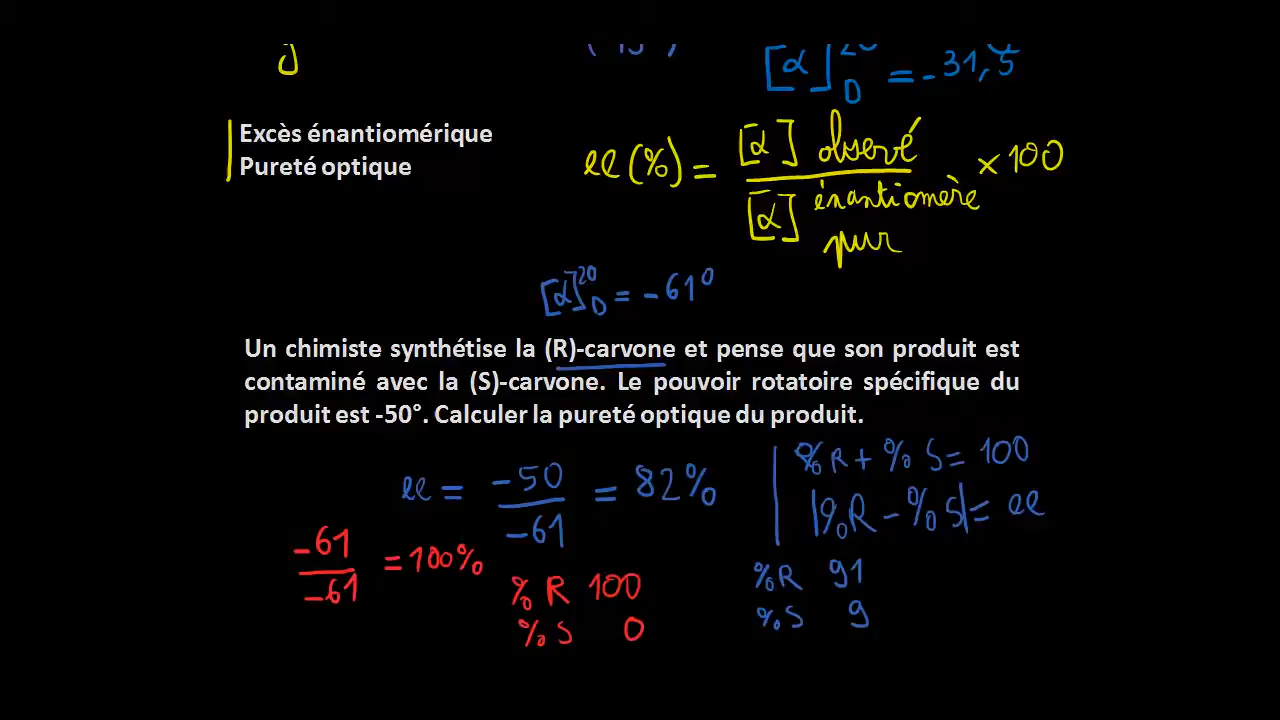 [α] D = - 31,5
Excès énantiomérique
Pureté optique
ee (%) = [α] observé / [α] énantiomère pur × 100
[α]20 D = - 61°
Un chimiste synthétise la (R)-carvone et pense que son produit est
contaminé avec la (S)-carvone. Le pouvoir rotatoire spécifique du
produit est -50°. Calculer la pureté optique du produit.
ee = -50 / -61 = 82%
% R + % S = 100
|% R - % S| = ee
-61 / -61 = 100%
% R 100
% S 0
% R 91
% S 9